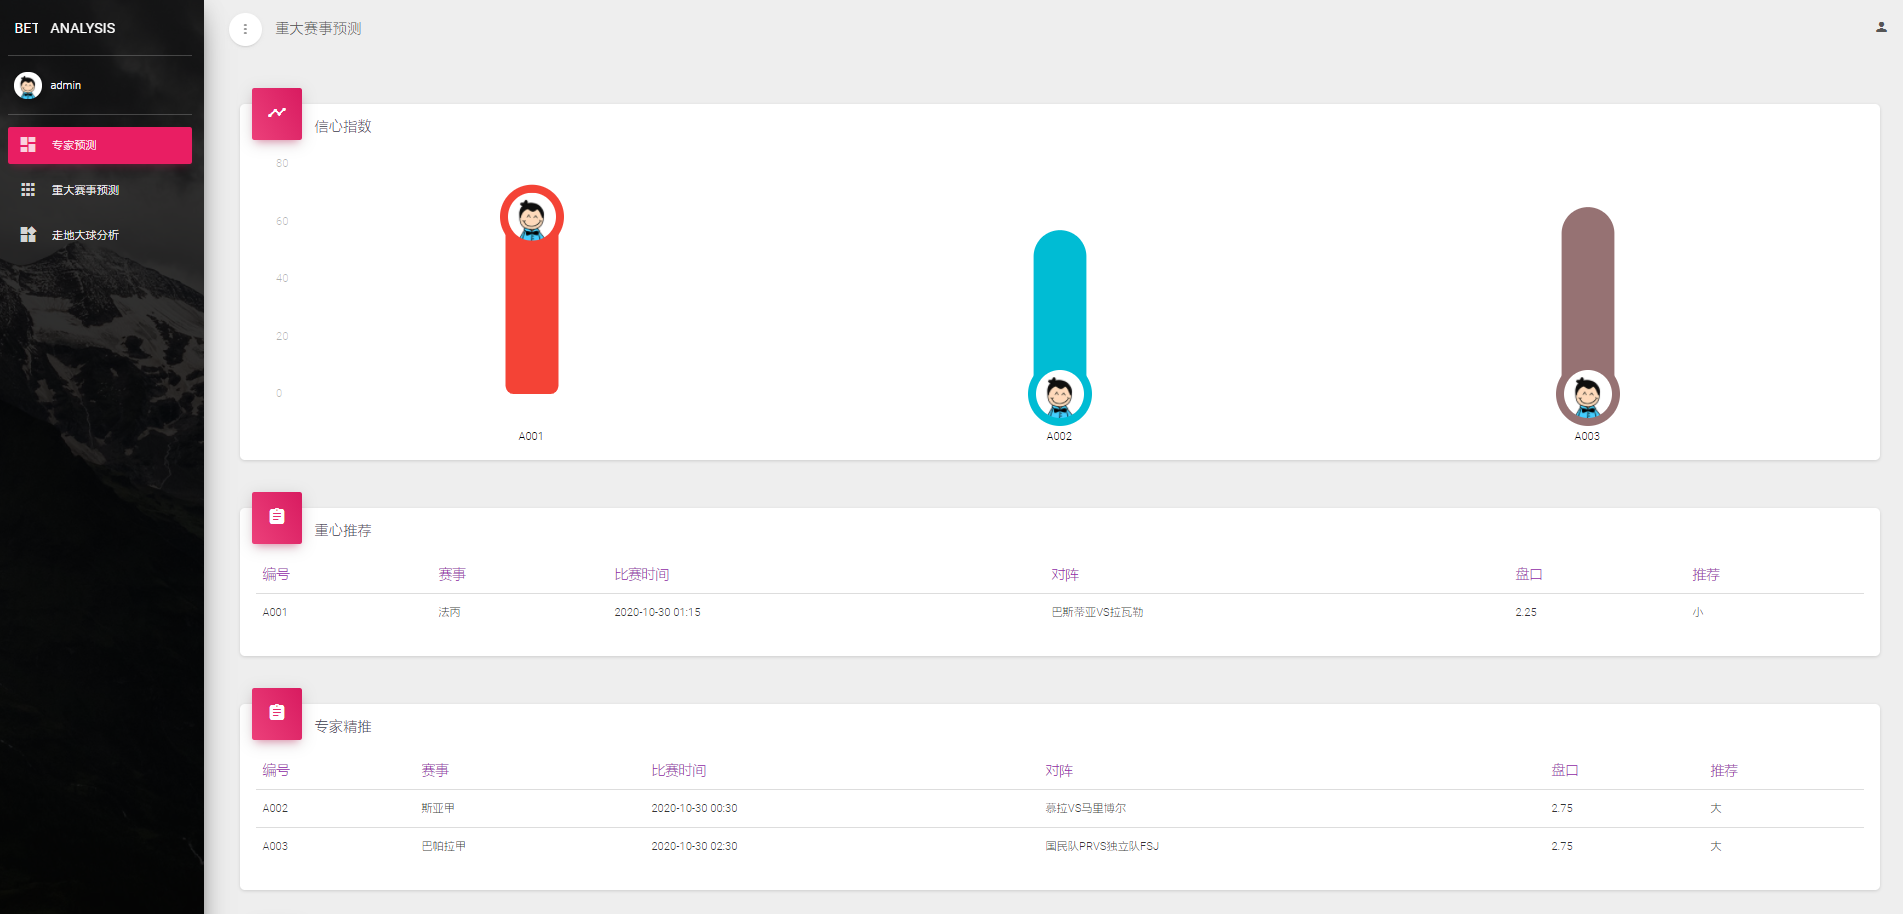 BET ANALYSIS
admin
专家预测
重大赛事预测
走地大球分析
重大赛事预测
信心指数
80
60
40
20
0
A001 A002 A003
重心推荐
编号 赛事 比赛时间 对阵 盘口 推荐
A001 法丙 2020-10-30 01:15 巴斯蒂亚VS拉瓦勒 2.25 小
专家精推
编号 赛事 比赛时间 对阵 盘口 推荐
A002 斯亚甲 2020-10-30 00:30 慕拉VS马里博尔 2.75 大
A003 巴帕拉甲 2020-10-30 02:30 国民队PRVS独立队FSJ 2.75 大